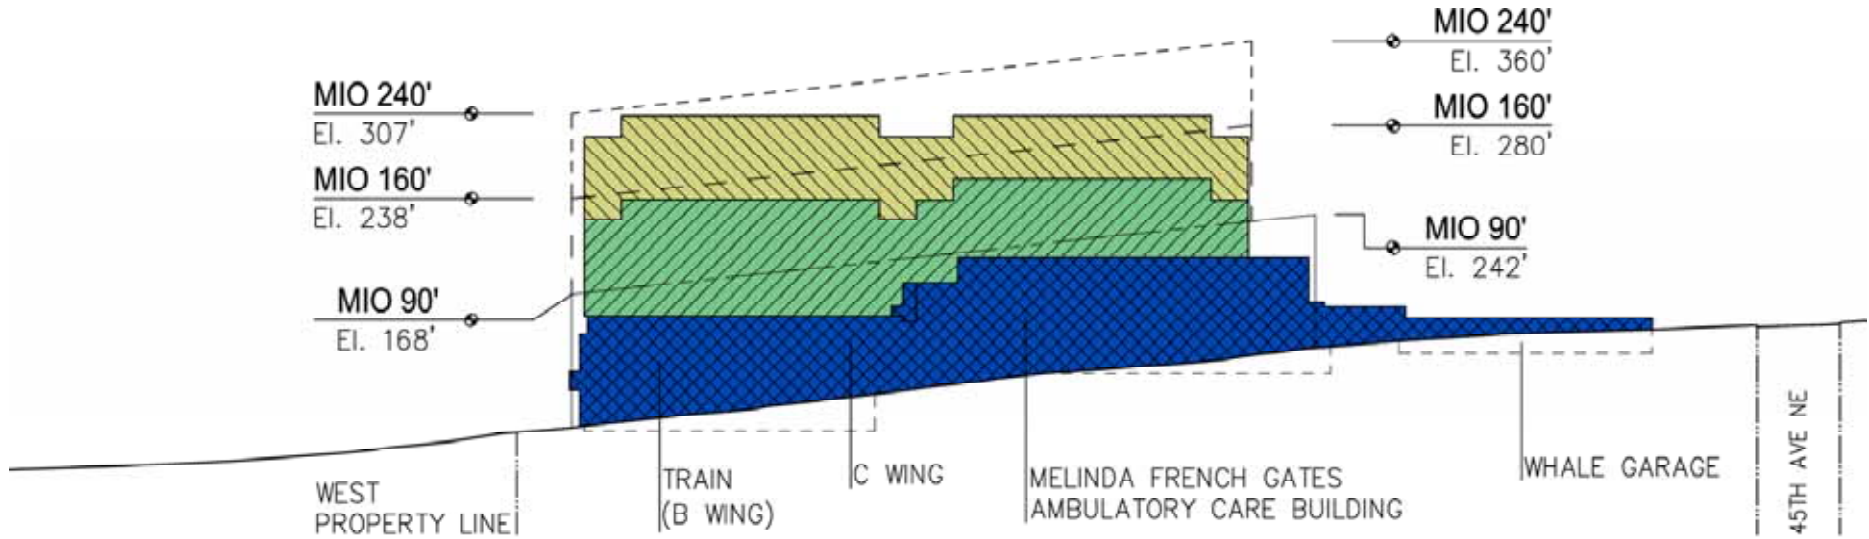 MIO 240'
El. 307'
MIO 160'
El. 238'
MIO 90'
El. 168'
MIO 240'
El. 360'
MIO 160'
El. 280'
MIO 90'
El. 242'
WEST
PROPERTY LINE
TRAIN
(B WING)
C WING
MELINDA FRENCH GATES
AMBULATORY CARE BUILDING
WHALE GARAGE
45TH AVE NE